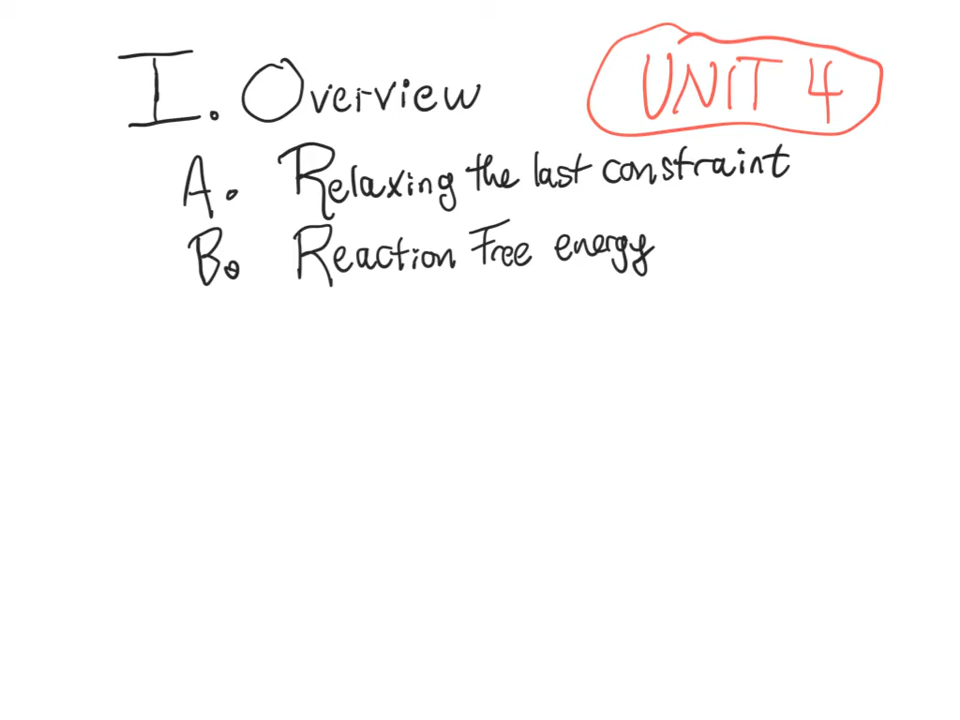 I. Overview
UNIT 4
A. Relaxing the last constraint
B. Reaction Free energy